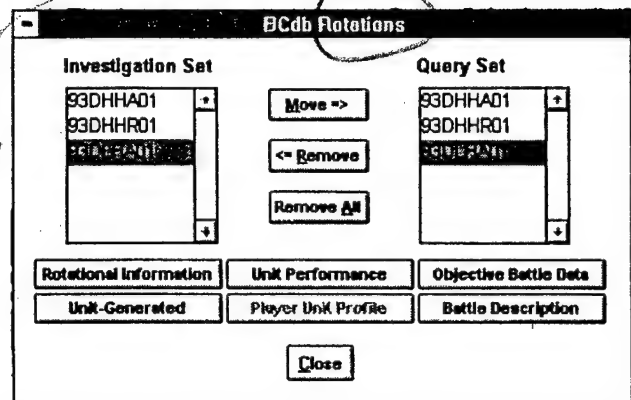 BCdb Rotations
Investigation Set
Query Set
93DHHA01
93DHHR01
93DHHA01
93DHHR01
Move =>
<= Remove
Remove All
Rotational Information
Unit Performance
Objective Battle Data
Unit-Generated
Player Unit Profile
Battle Description
Close